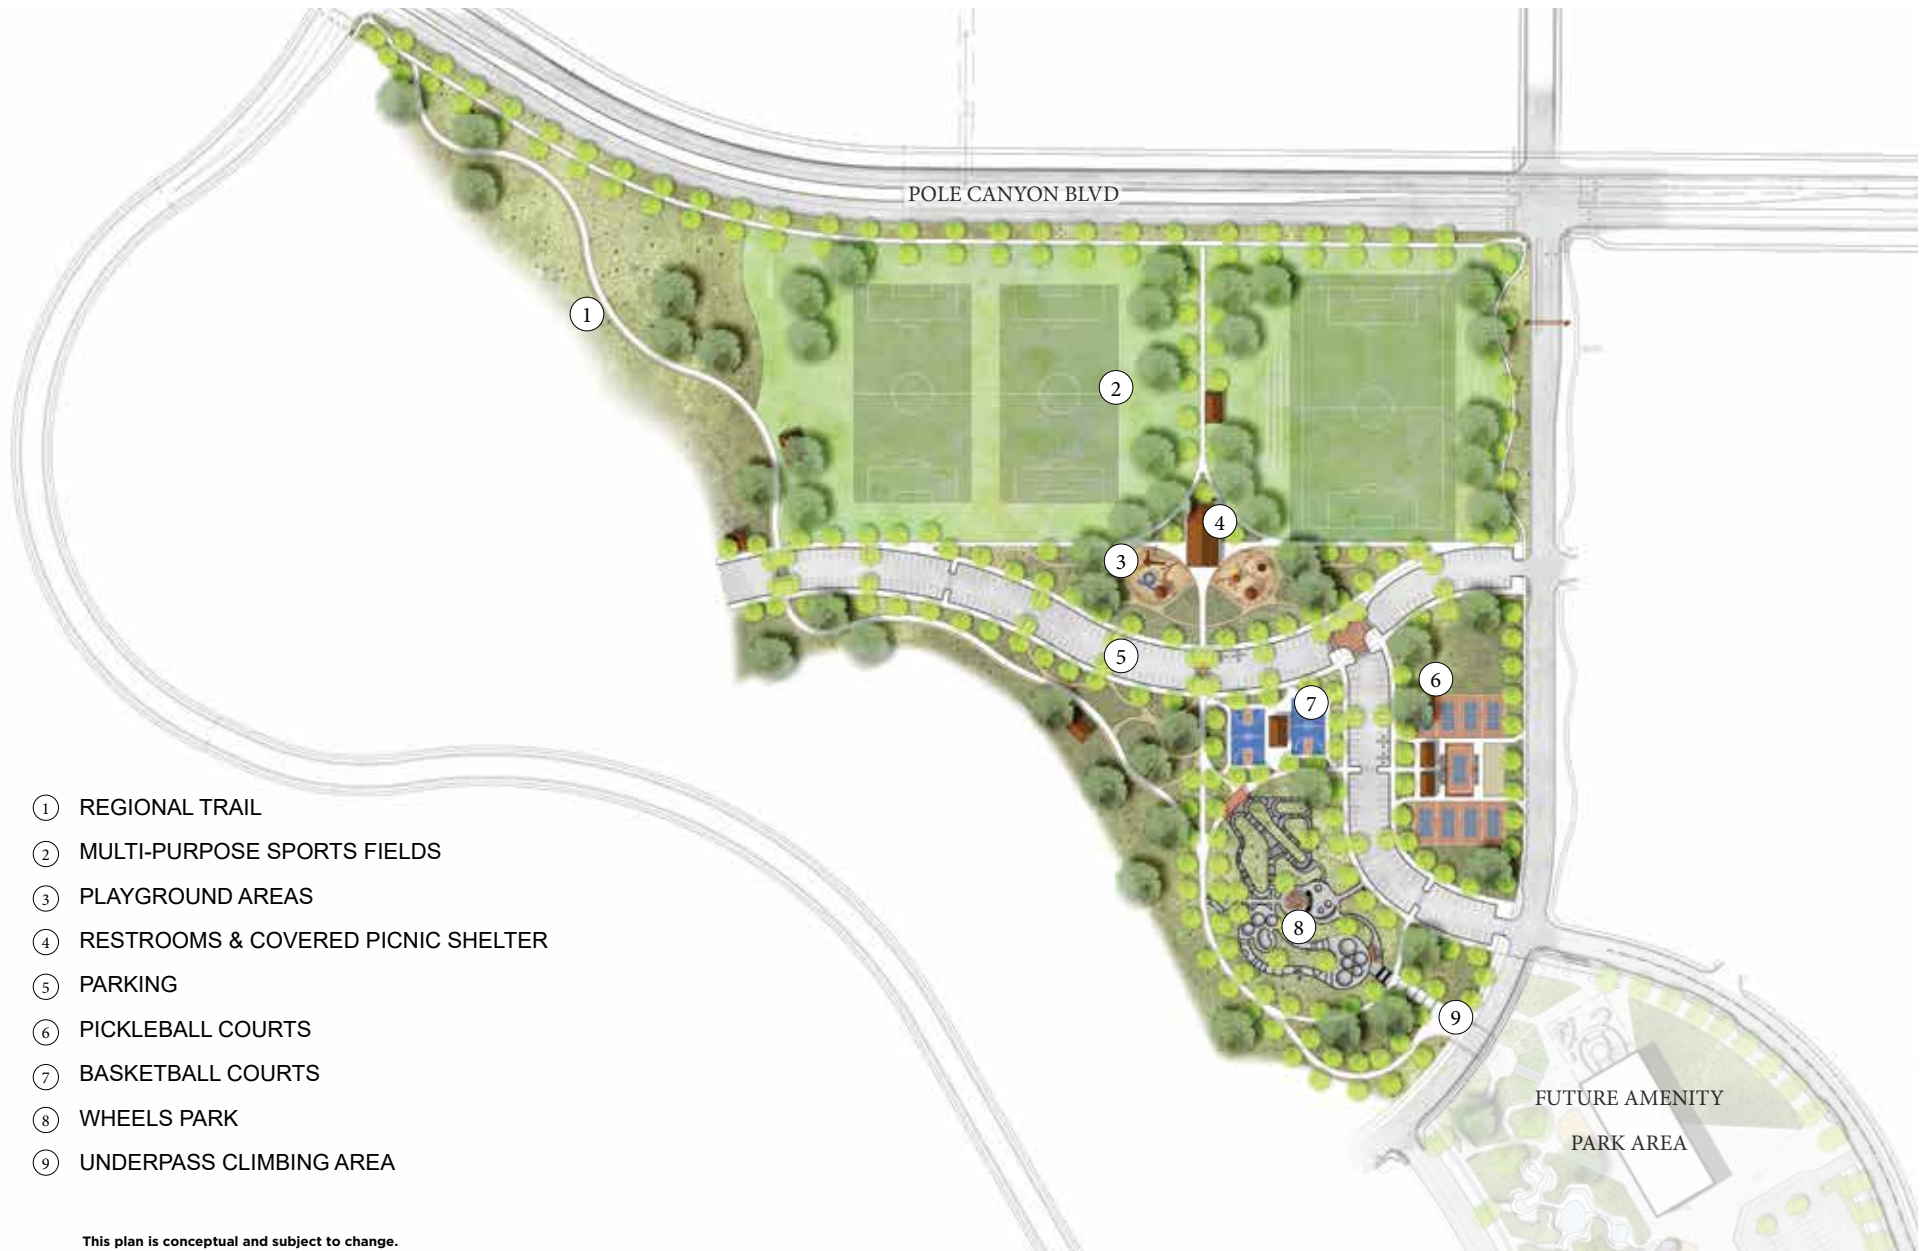 POLE CANYON BLVD
1
2
3
4
5
6
7
8
9
FUTURE AMENITY
PARK AREA
1 REGIONAL TRAIL
2 MULTI-PURPOSE SPORTS FIELDS
3 PLAYGROUND AREAS
4 RESTROOMS & COVERED PICNIC SHELTER
5 PARKING
6 PICKLEBALL COURTS
7 BASKETBALL COURTS
8 WHEELS PARK
9 UNDERPASS CLIMBING AREA
This plan is conceptual and subject to change.